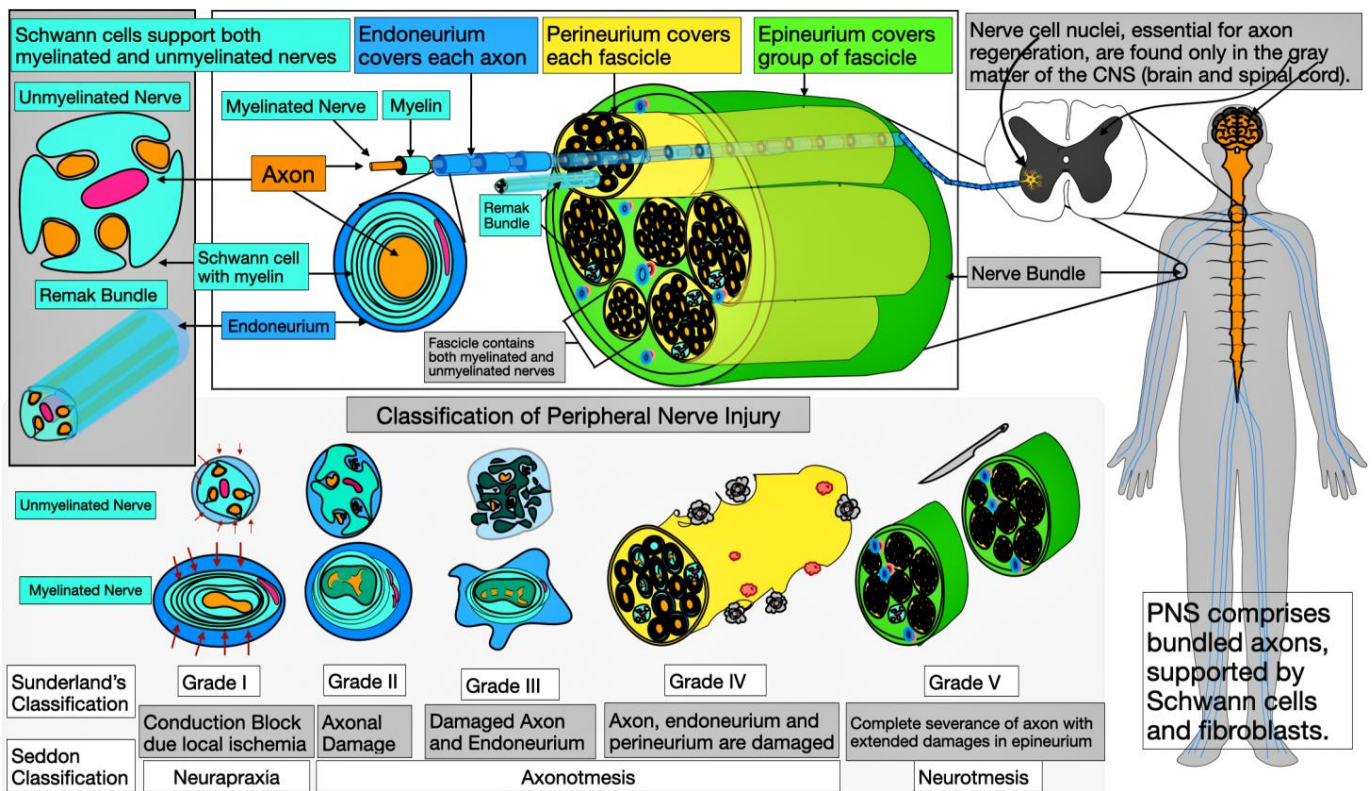 Schwann cells support both
myelinated and unmyelinated nerves
Unmyelinated Nerve
Remak Bundle
Endoneurium
covers each axon
Perineurium covers
each fascicle
Epineurium covers
group of fascicle
Nerve cell nuclei, essential for axon
regeneration, are found only in the gray
matter of the CNS (brain and spinal cord).
Myelinated Nerve
Myelin
Axon
Remak
Bundle
Schwann cell
with myelin
Endoneurium
Nerve Bundle
Fascicle contains
both myelinated and
unmyelinated nerves
Classification of Peripheral Nerve Injury
Unmyelinated Nerve
Myelinated Nerve
Sunderland's
Classification
Grade I
Grade II
Grade III
Grade IV
Grade V
Conduction Block
due local ischemia
Axonal
Damage
Damaged Axon
and Endoneurium
Axon, endoneurium and
perineurium are damaged
Complete severance of axon with
extended damages in epineurium
Seddon
Classification
Neurapraxia
Axonotmesis
Neurotmesis
PNS comprises
bundled axons,
supported by
Schwann cells
and fibroblasts.